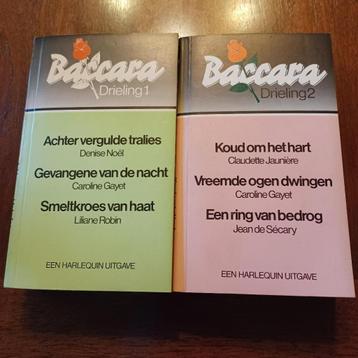 Baccara
Drieling 1
Achter vergulde tralies
Denise Noël
Gevangene van de nacht
Caroline Gayet
Smeltkroes van haat
Liliane Robin
EEN HARLEQUIN UITGAVE
Baccara
Drieling 2
Koud om het hart
Claudette Jaunière
Vreemde ogen dwingen
Caroline Gayet
Een ring van bedrog
Jean de Sécary
EEN HARLEQUIN UITGAVE